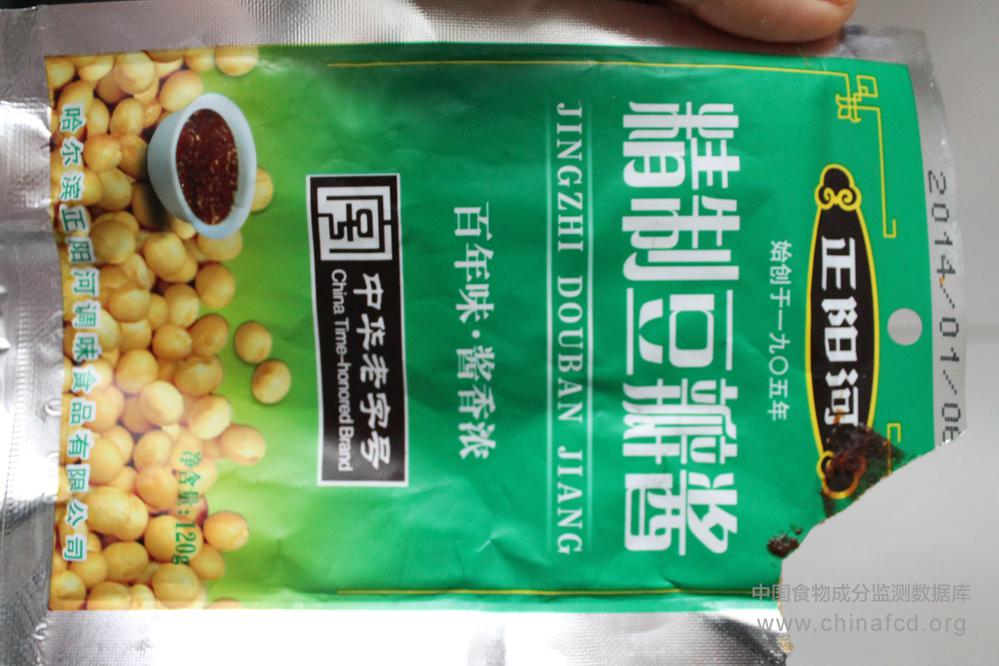 2014-01-06
正阳河
始创于一九〇五年
精制豆瓣酱
JINGZHI DOUBAN JIANG
百年味·酱香浓
中华老字号
China Time-honored Brand
净含量:120g
哈尔滨正阳河调味食品有限公司
中国食物成分监测数据库
www.chinafcd.org